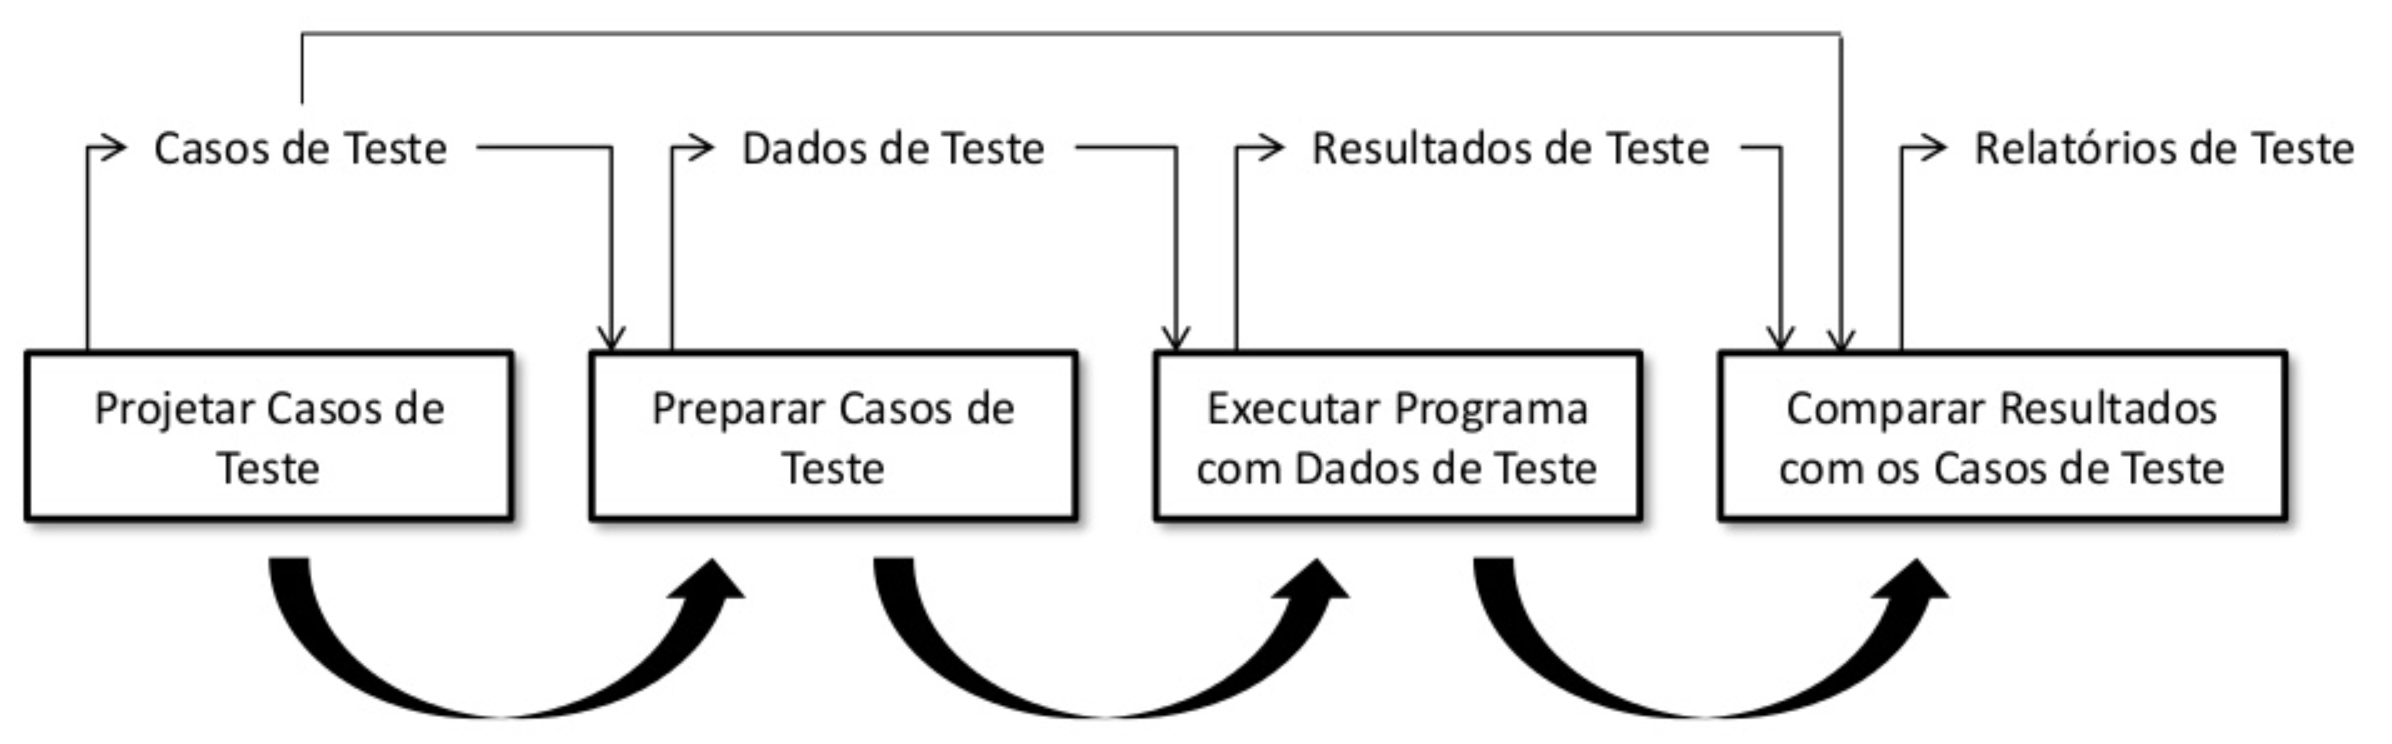 Casos de Teste
Dados de Teste
Resultados de Teste
Relatórios de Teste
Projetar Casos de
Teste
Preparar Casos de
Teste
Executar Programa
com Dados de Teste
Comparar Resultados
com os Casos de Teste